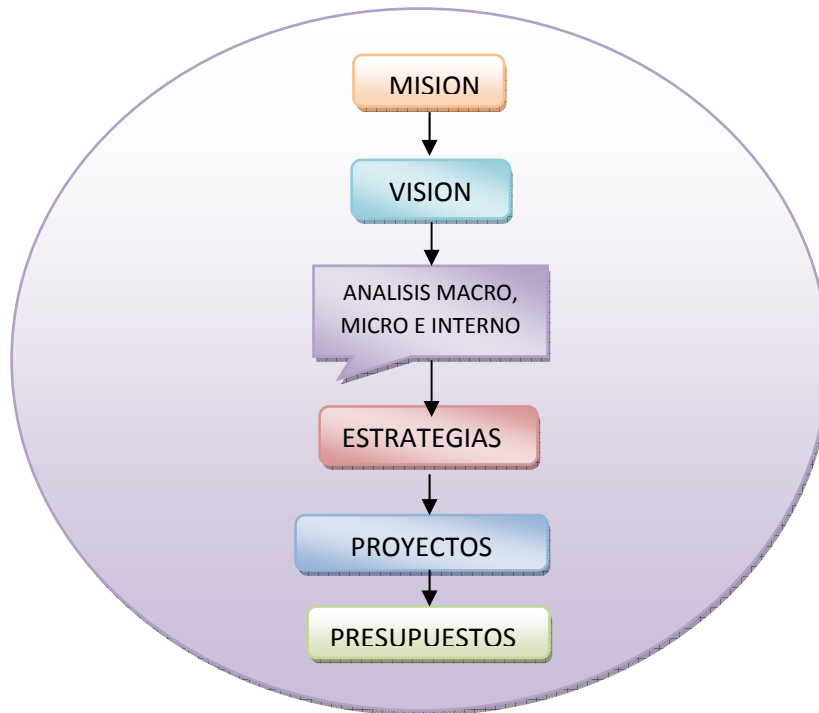 MISION
VISION
ANALISIS MACRO,
MICRO E INTERNO
ESTRATEGIAS
PROYECTOS
PRESUPUESTOS